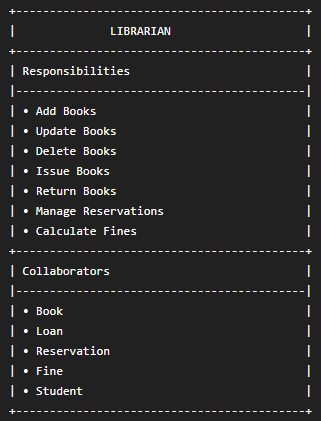 +-------------------------------------------+
|              LIBRARIAN                    |
+-------------------------------------------+
| Responsibilities                          |
|-------------------------------------------|
| • Add Books                               |
| • Update Books                            |
| • Delete Books                            |
| • Issue Books                             |
| • Return Books                            |
| • Manage Reservations                     |
| • Calculate Fines                         |
+-------------------------------------------+
| Collaborators                             |
|-------------------------------------------|
| • Book                                    |
| • Loan                                    |
| • Reservation                             |
| • Fine                                    |
| • Student                                 |
+-------------------------------------------+